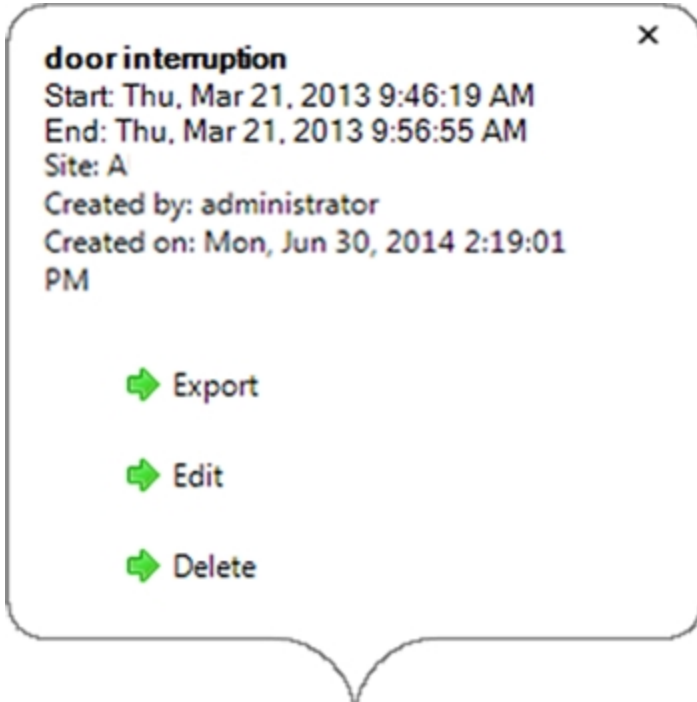 door interruption
Start: Thu, Mar 21, 2013 9:46:19 AM
End: Thu, Mar 21, 2013 9:56:55 AM
Site: A
Created by: administrator
Created on: Mon, Jun 30, 2014 2:19:01
PM
Export
Edit
Delete